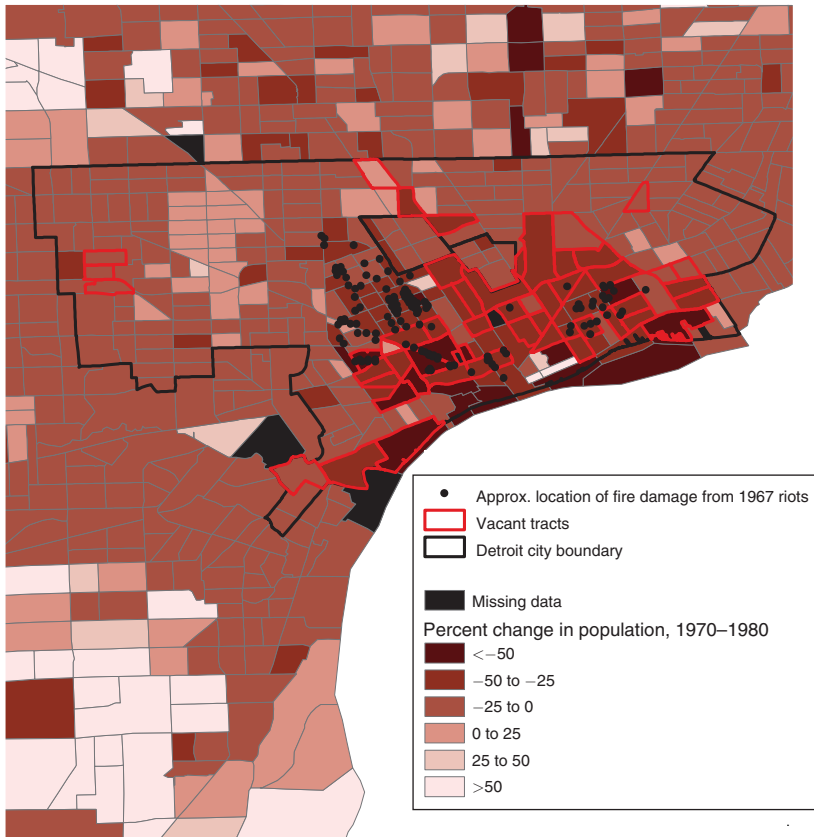 Approx. location of fire damage from 1967 riots
Vacant tracts
Detroit city boundary
Missing data
Percent change in population, 1970–1980
<−50
−50 to −25
−25 to 0
0 to 25
25 to 50
>50